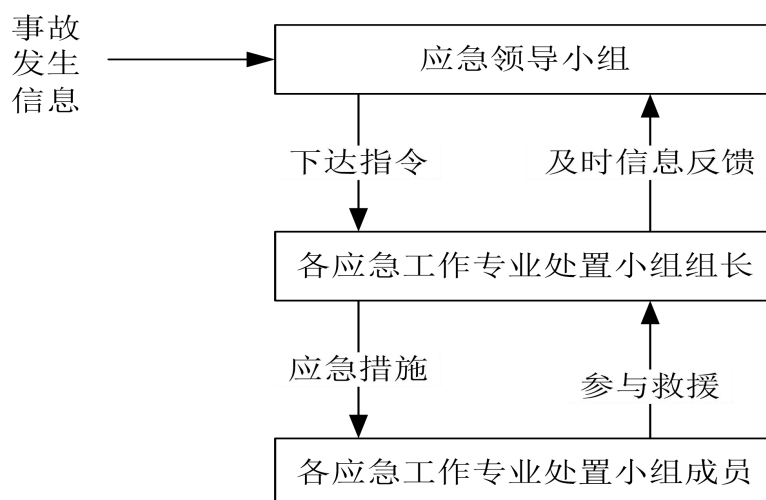 事故
发生
信息
应急领导小组
下达指令
及时信息反馈
各应急工作专业处置小组组长
应急措施
参与救援
各应急工作专业处置小组成员